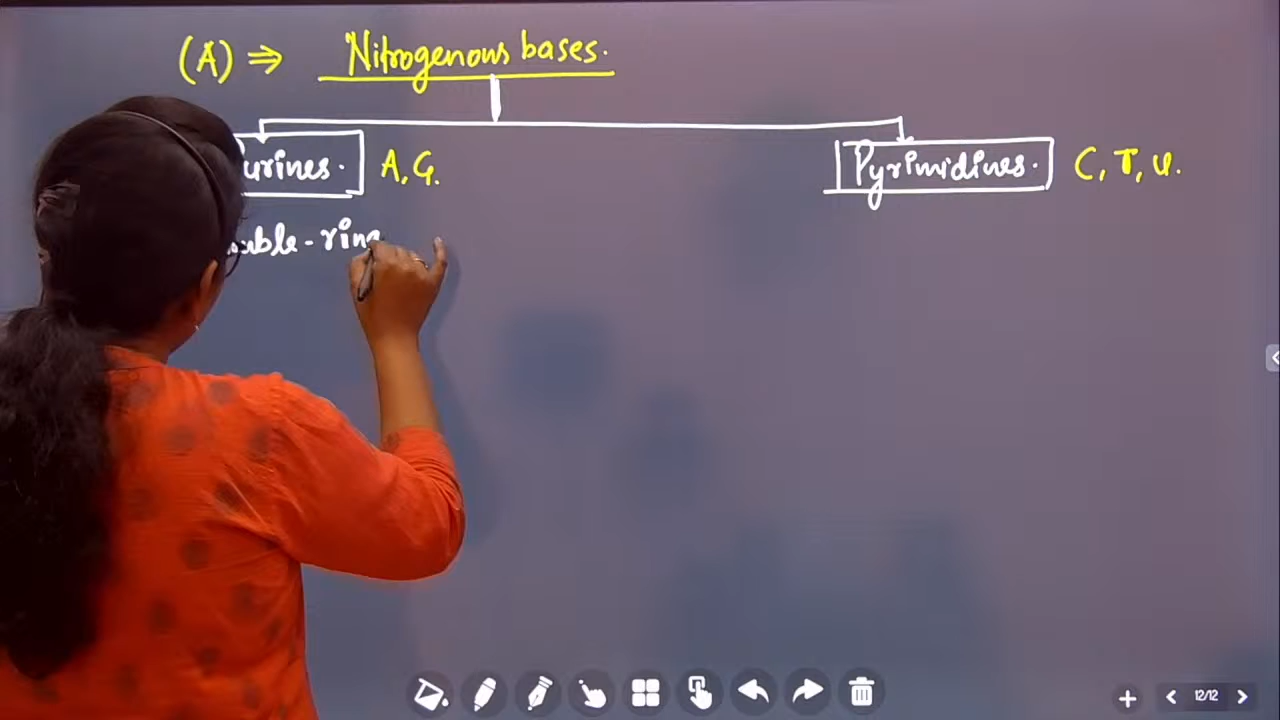 (A) ⇒ Nitrogenous bases.
urines. A, G.
Pyrimidines. C, T, U.
uble-ring
12/12